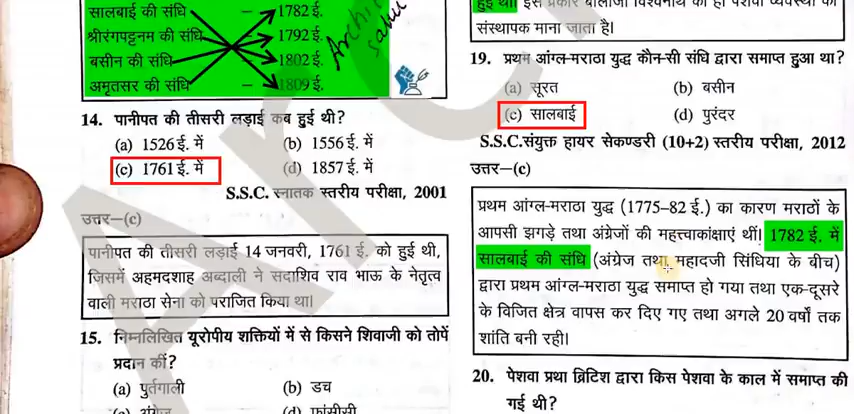 सालबाई की संधि – 1782 ई.
श्रीरंगपट्टनम की संधि – 1792 ई.
बसीन की संधि – 1802 ई.
अमृतसर की संधि – 1809 ई.
14. पानीपत की तीसरी लड़ाई कब हुई थी?
(a) 1526 ई. में (b) 1556 ई. में
(c) 1761 ई. में (d) 1857 ई. में
S.S.C. स्नातक स्तरीय परीक्षा, 2001
उत्तर–(c)
पानीपत की तीसरी लड़ाई 14 जनवरी, 1761 ई. को हुई थी,
जिसमें अहमदशाह अब्दाली ने सदाशिव राव भाऊ के नेतृत्व
वाली मराठा सेना को पराजित किया था।
15. निम्नलिखित यूरोपीय शक्तियों में से किसने शिवाजी को तोपें
प्रदान कीं?
(a) पुर्तगाली (b) डच
(c) अंग्रेज (d) फ्रांसीसी
हुई थी। इस प्रकार बालाजी विश्वनाथ को ही पेशवा व्यवस्था का
संस्थापक माना जाता है।
19. प्रथम आंग्ल-मराठा युद्ध कौन-सी संधि द्वारा समाप्त हुआ था?
(a) सूरत (b) बसीन
(c) सालबाई (d) पुरंदर
S.S.C. संयुक्त हायर सेकण्डरी (10+2) स्तरीय परीक्षा, 2012
उत्तर–(c)
प्रथम आंग्ल-मराठा युद्ध (1775–82 ई.) का कारण मराठों के
आपसी झगड़े तथा अंग्रेजों की महत्त्वाकांक्षाएं थीं। 1782 ई. में
सालबाई की संधि (अंग्रेज तथा महादजी सिंधिया के बीच)
द्वारा प्रथम आंग्ल-मराठा युद्ध समाप्त हो गया तथा एक-दूसरे
के विजित क्षेत्र वापस कर दिए गए तथा अगले 20 वर्षों तक
शांति बनी रही।
20. पेशवा प्रथा ब्रिटिश द्वारा किस पेशवा के काल में समाप्त की
गई थी?